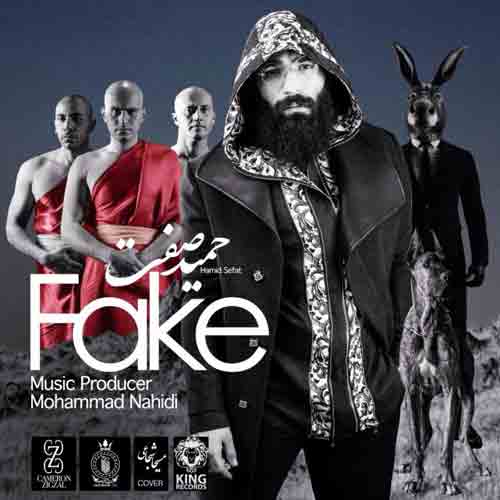 حمید صفت
Hamid Sefat
Fake
Music Producer
Mohammad Nahidi
CAMERON
ZIGZAL
COVER
KING
RECORDS